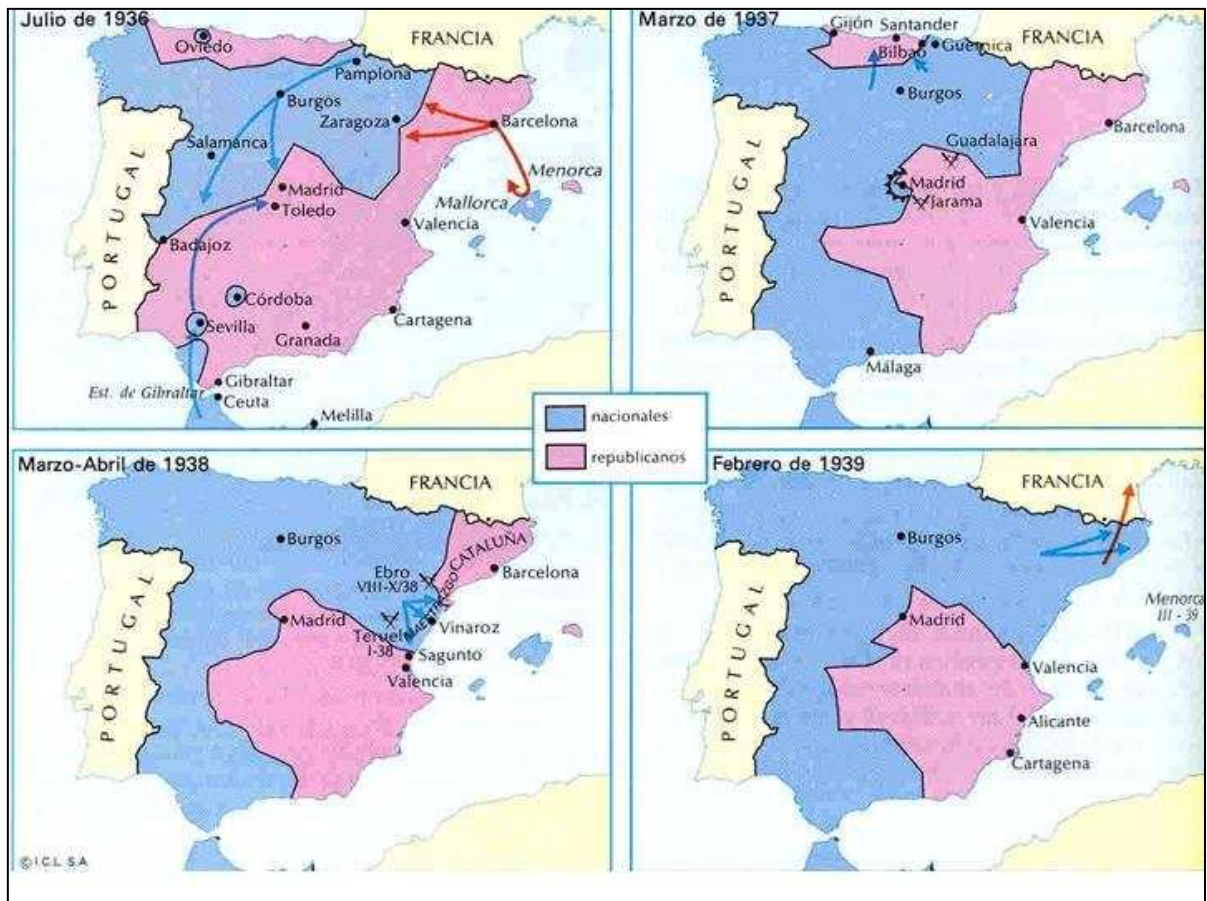 Julio de 1936
Oviedo
FRANCIA
Pamplona
Burgos
Zaragoza
Barcelona
Salamanca
Menorca
Madrid
Mallorca
Toledo
Valencia
Badajoz
PORTUGAL
Córdoba
Sevilla
Cartagena
Granada
Est. de Gibraltar
Gibraltar
Ceuta
Melilla
Marzo de 1937
Gijón
Santander
FRANCIA
Bilbao
Guernica
Burgos
Barcelona
Guadalajara
Madrid
Jarama
Valencia
PORTUGAL
Málaga
nacionales
republicanos
Marzo-Abril de 1938
FRANCIA
Burgos
CATALUÑA
Ebro
VIII-X/38
Barcelona
MAESTRAZGO
Madrid
Teruel
I-38
Vinaroz
Sagunto
Valencia
PORTUGAL
© I.C.L. S.A
Febrero de 1939
FRANCIA
Burgos
Menorca
III - 39
Madrid
Valencia
PORTUGAL
Alicante
Cartagena